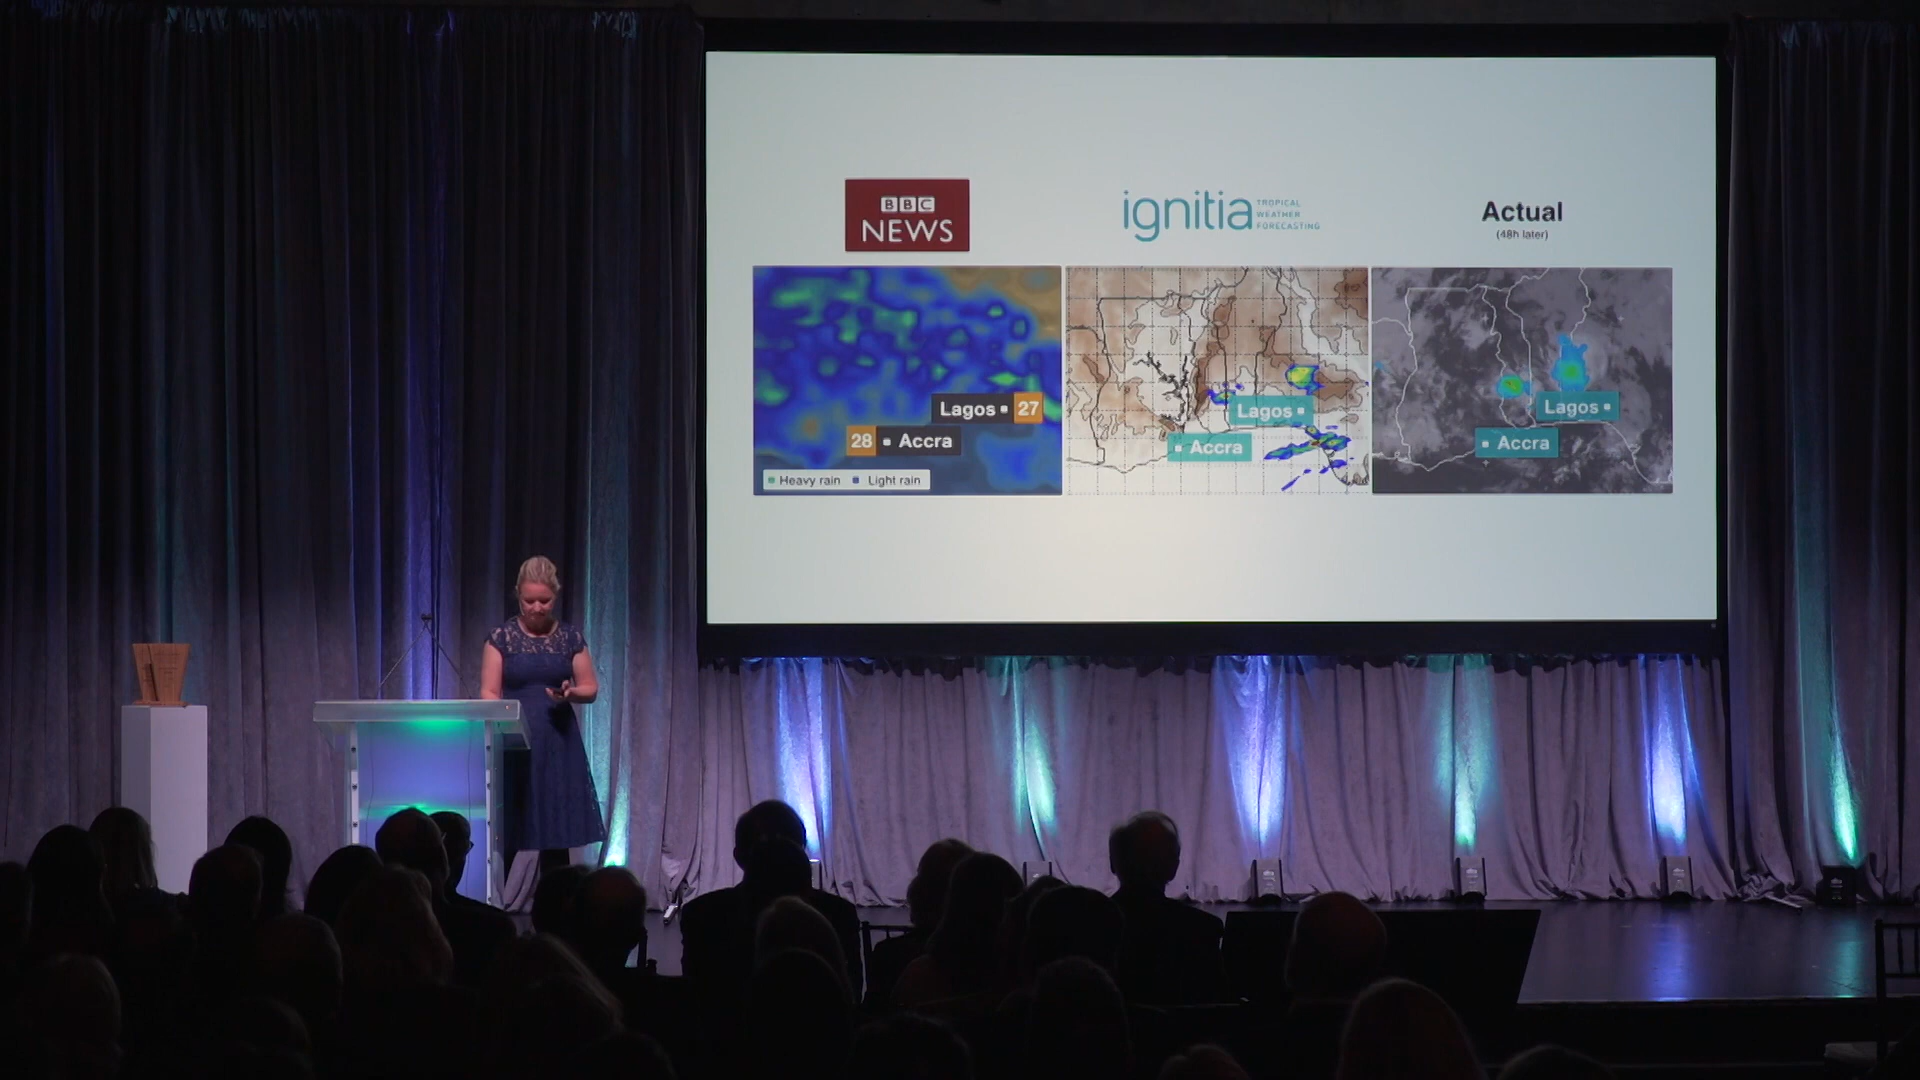 BBC
NEWS
ignitia
TROPICAL
WEATHER
FORECASTING
Actual
(48h later)
Lagos 27
28 Accra
Heavy rain Light rain
Lagos
Accra
Lagos
Accra